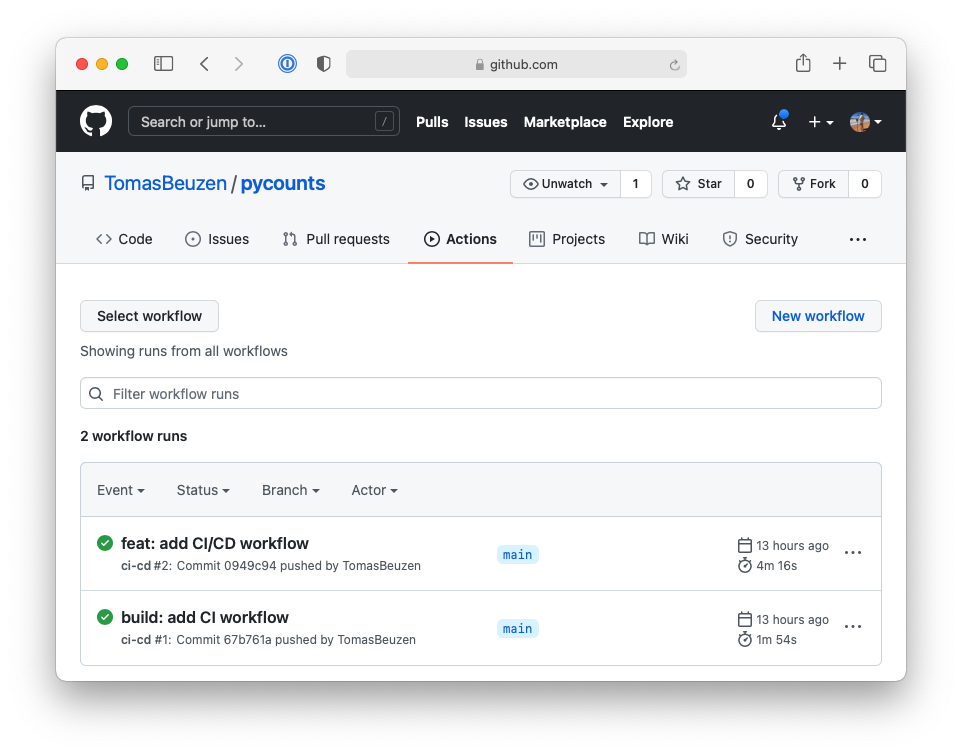 github.com
Search or jump to... / Pulls Issues Marketplace Explore
TomasBeuzen / pycounts Unwatch 1 Star 0 Fork 0
Code Issues Pull requests Actions Projects Wiki Security ...
Select workflow New workflow
Showing runs from all workflows
Filter workflow runs
2 workflow runs
Event Status Branch Actor
feat: add CI/CD workflow main 13 hours ago ...
ci-cd #2: Commit 0949c94 pushed by TomasBeuzen 4m 16s
build: add CI workflow main 13 hours ago ...
ci-cd #1: Commit 67b761a pushed by TomasBeuzen 1m 54s